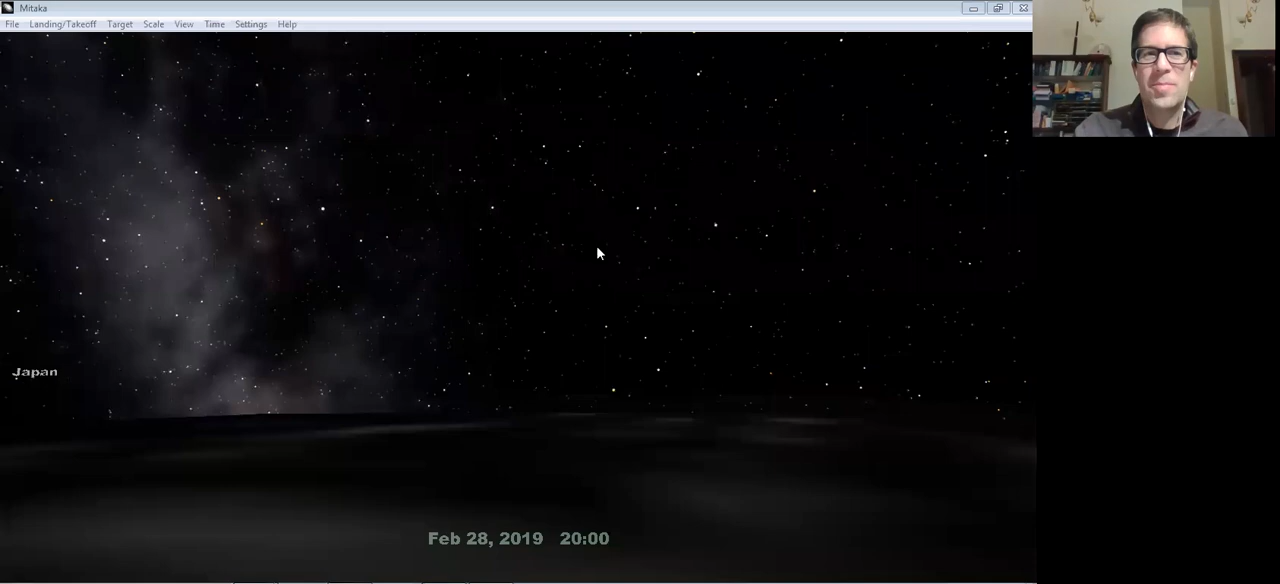 Mitaka
File Landing/Takeoff Target Scale View Time Settings Help
Japan
Feb 28, 2019 20:00